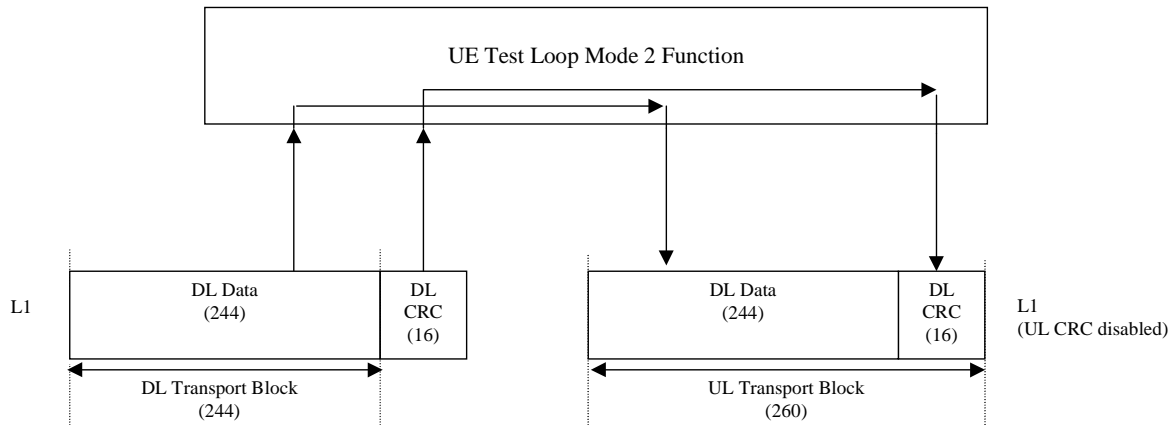 UE Test Loop Mode 2 Function
L1
DL Data
(244)
DL
CRC
(16)
DL Transport Block
(244)
DL Data
(244)
DL
CRC
(16)
UL Transport Block
(260)
L1
(UL CRC disabled)